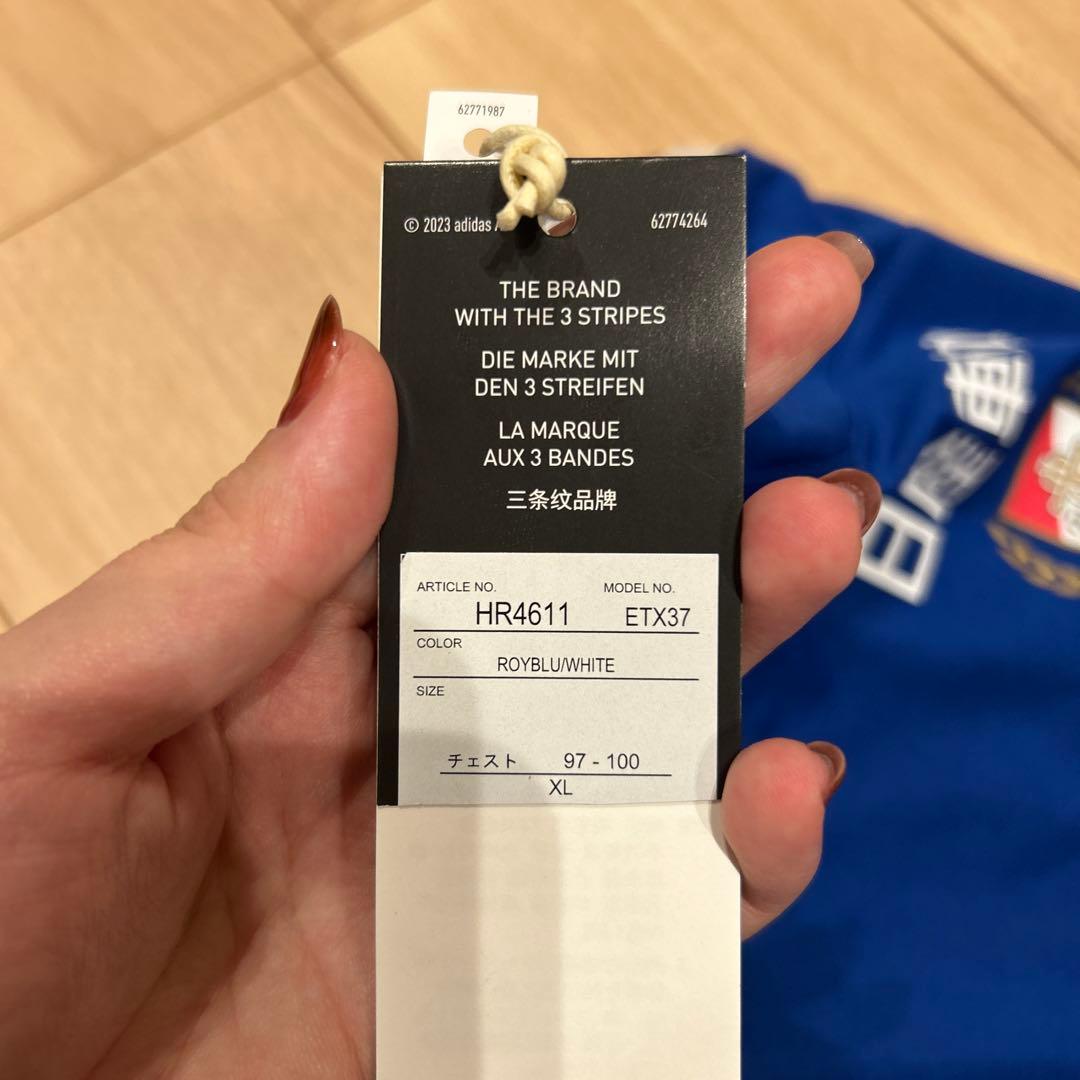 62771987
© 2023 adidas
62774264
THE BRAND
WITH THE 3 STRIPES
DIE MARKE MIT
DEN 3 STREIFEN
LA MARQUE
AUX 3 BANDES
三条纹品牌
ARTICLE NO. MODEL NO.
HR4611 ETX37
COLOR
ROYBLU/WHITE
SIZE
チェスト 97 - 100
XL
日産